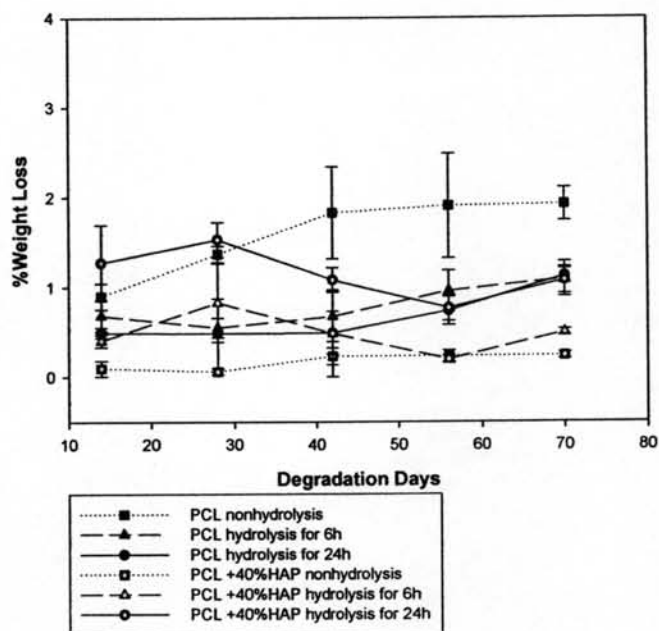 4
3
2
1
0
%Weight Loss
10 20 30 40 50 60 70 80
Degradation Days
PCL nonhydrolysis
PCL hydrolysis for 6h
PCL hydrolysis for 24h
PCL +40%HAP nonhydrolysis
PCL +40%HAP hydrolysis for 6h
PCL +40%HAP hydrolysis for 24h